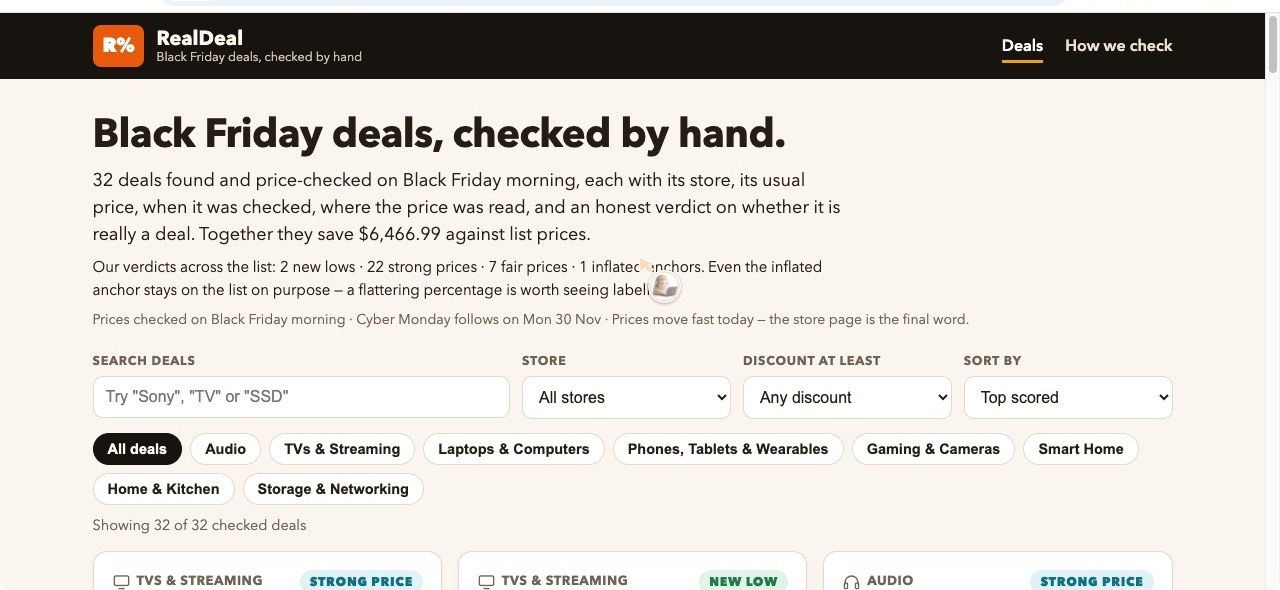 R% RealDeal
Black Friday deals, checked by hand
Deals How we check
Black Friday deals, checked by hand.
32 deals found and price-checked on Black Friday morning, each with its store, its usual
price, when it was checked, where the price was read, and an honest verdict on whether it is
really a deal. Together they save $6,466.99 against list prices.
Our verdicts across the list: 2 new lows · 22 strong prices · 7 fair prices · 1 inflated anchors. Even the inflated
anchor stays on the list on purpose — a flattering percentage is worth seeing
Prices checked on Black Friday morning · Cyber Monday follows on Mon 30 Nov · Prices move fast today — the store page is the final word.
SEARCH DEALS STORE DISCOUNT AT LEAST SORT BY
Try "Sony", "TV" or "SSD" All stores Any discount Top scored
All deals Audio TVs & Streaming Laptops & Computers Phones, Tablets & Wearables Gaming & Cameras Smart Home
Home & Kitchen Storage & Networking
Showing 32 of 32 checked deals
TVS & STREAMING STRONG PRICE TVS & STREAMING NEW LOW AUDIO STRONG PRICE